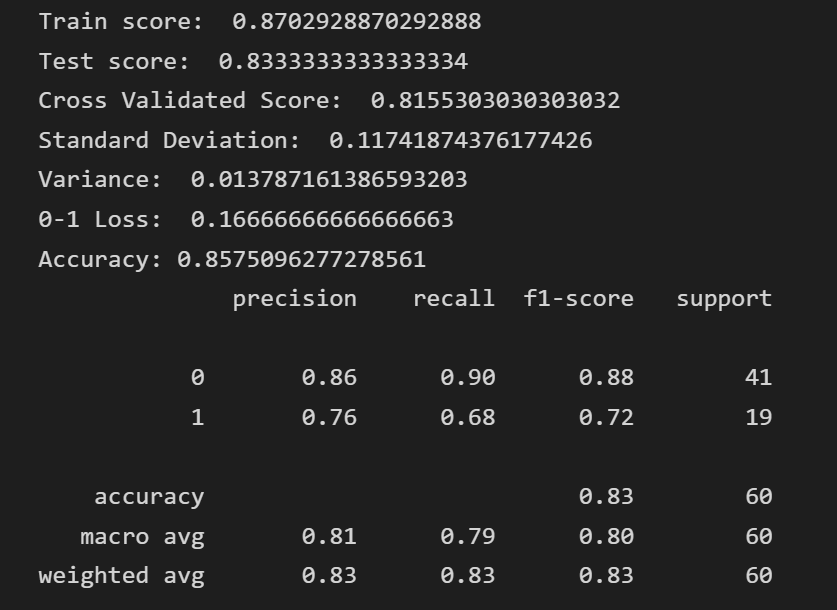 Train score:  0.8702928870292888
Test score:  0.8333333333333334
Cross Validated Score:  0.8155303030303032
Standard Deviation:  0.11741874376177426
Variance:  0.013787161386593203
0-1 Loss:  0.16666666666666663
Accuracy: 0.8575096277278561
precision recall f1-score support
0 0.86 0.90 0.88 41
1 0.76 0.68 0.72 19
accuracy 0.83 60
macro avg 0.81 0.79 0.80 60
weighted avg 0.83 0.83 0.83 60